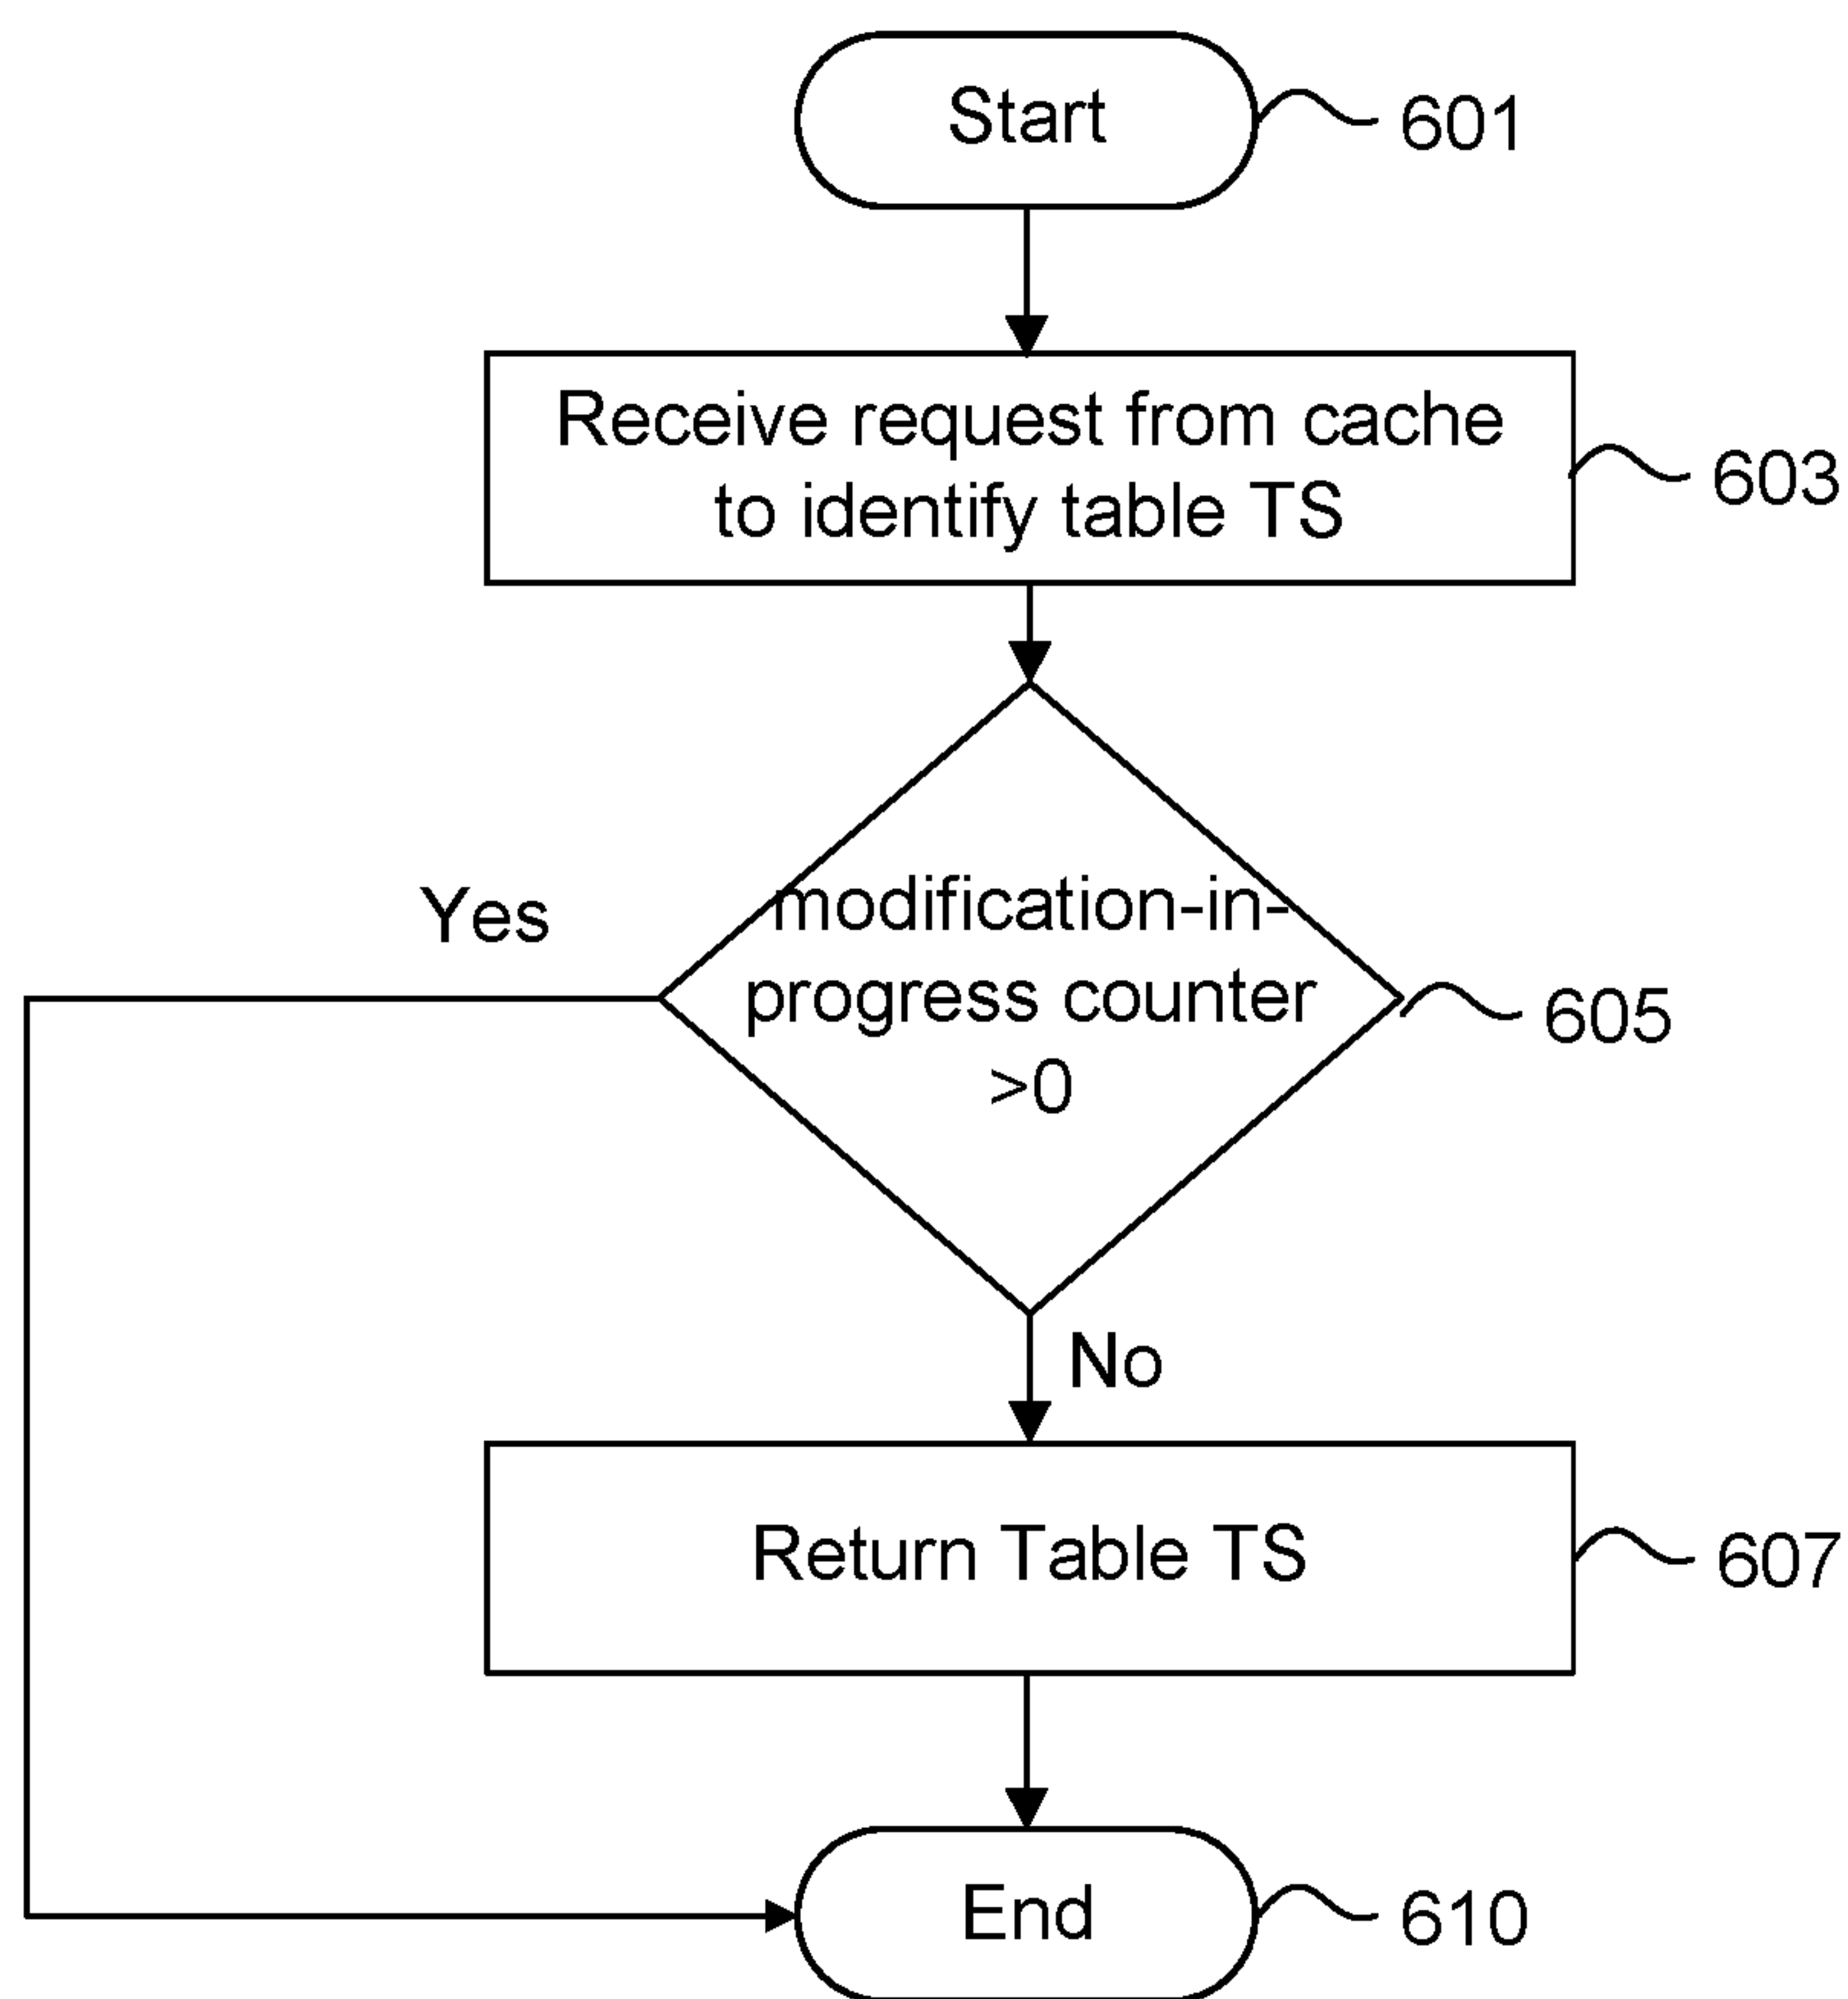 Start
601
Receive request from cache
to identify table TS
603
Yes
modification-in-
progress counter
>0
605
No
Return Table TS
607
End
610